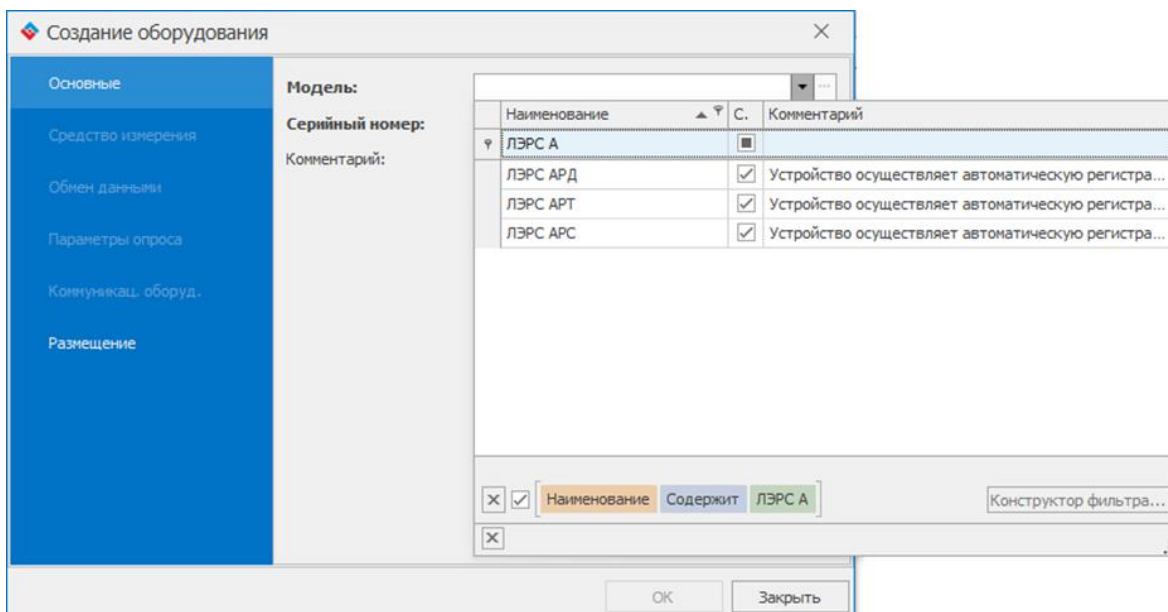 Создание оборудования
Основные
Средство измерения
Обмен данными
Параметры опроса
Коммуникац. оборуд.
Размещение
Модель:
Серийный номер:
Комментарий:
Наименование С. Комментарий
ЛЭРС А
ЛЭРС АРД Устройство осуществляет автоматическую регистра...
ЛЭРС АРТ Устройство осуществляет автоматическую регистра...
ЛЭРС АРС Устройство осуществляет автоматическую регистра...
Наименование Содержит ЛЭРС А Конструктор фильтра...
ОК Закрыть